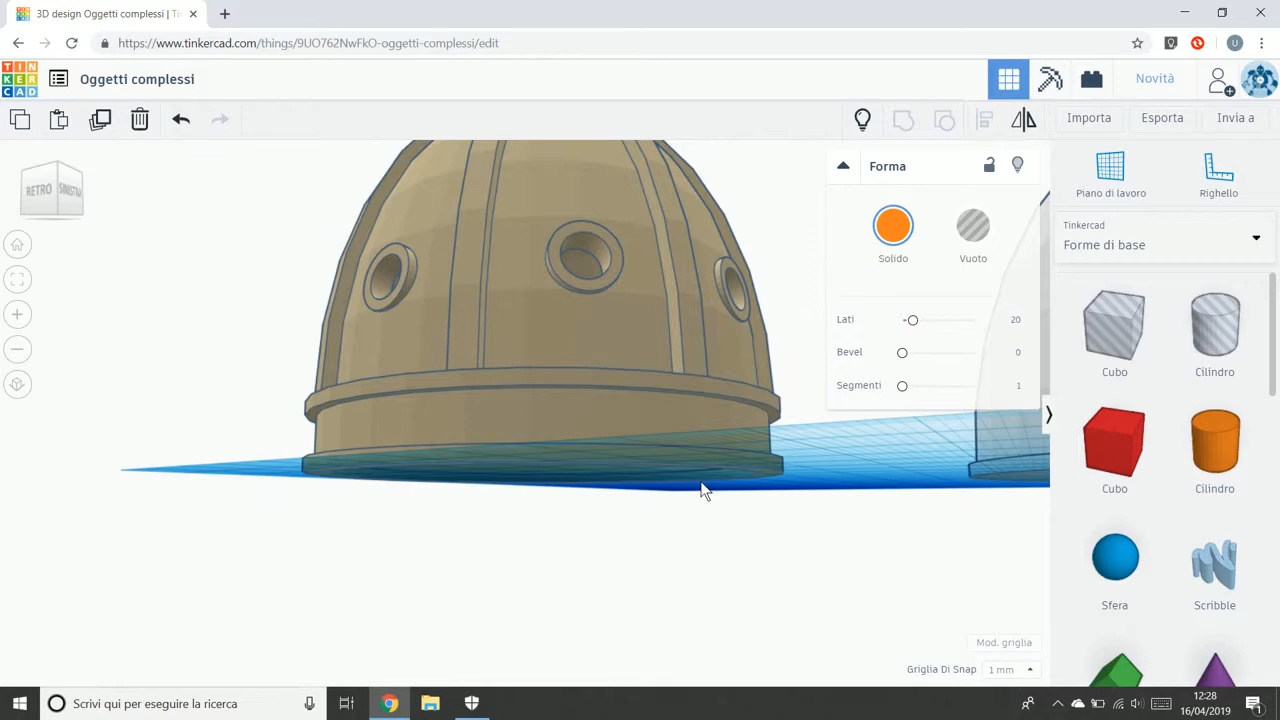 3D design Oggetti complessi | Ti
https://www.tinkercad.com/things/9UO762NwFkO-oggetti-complessi/edit
U
TIN
KER
CAD
Oggetti complessi
Novità
Importa
Esporta
Invia a
RETRO
SINISTRA
Forma
Solido
Vuoto
Lati
20
Bevel
0
Segmenti
1
Piano di lavoro
Righello
Tinkercad
Forme di base
Cubo
Cilindro
Cubo
Cilindro
Sfera
Scribble
Mod. griglia
Griglia Di Snap
1 mm
Scrivi qui per eseguire la ricerca
12:28
16/04/2019
1